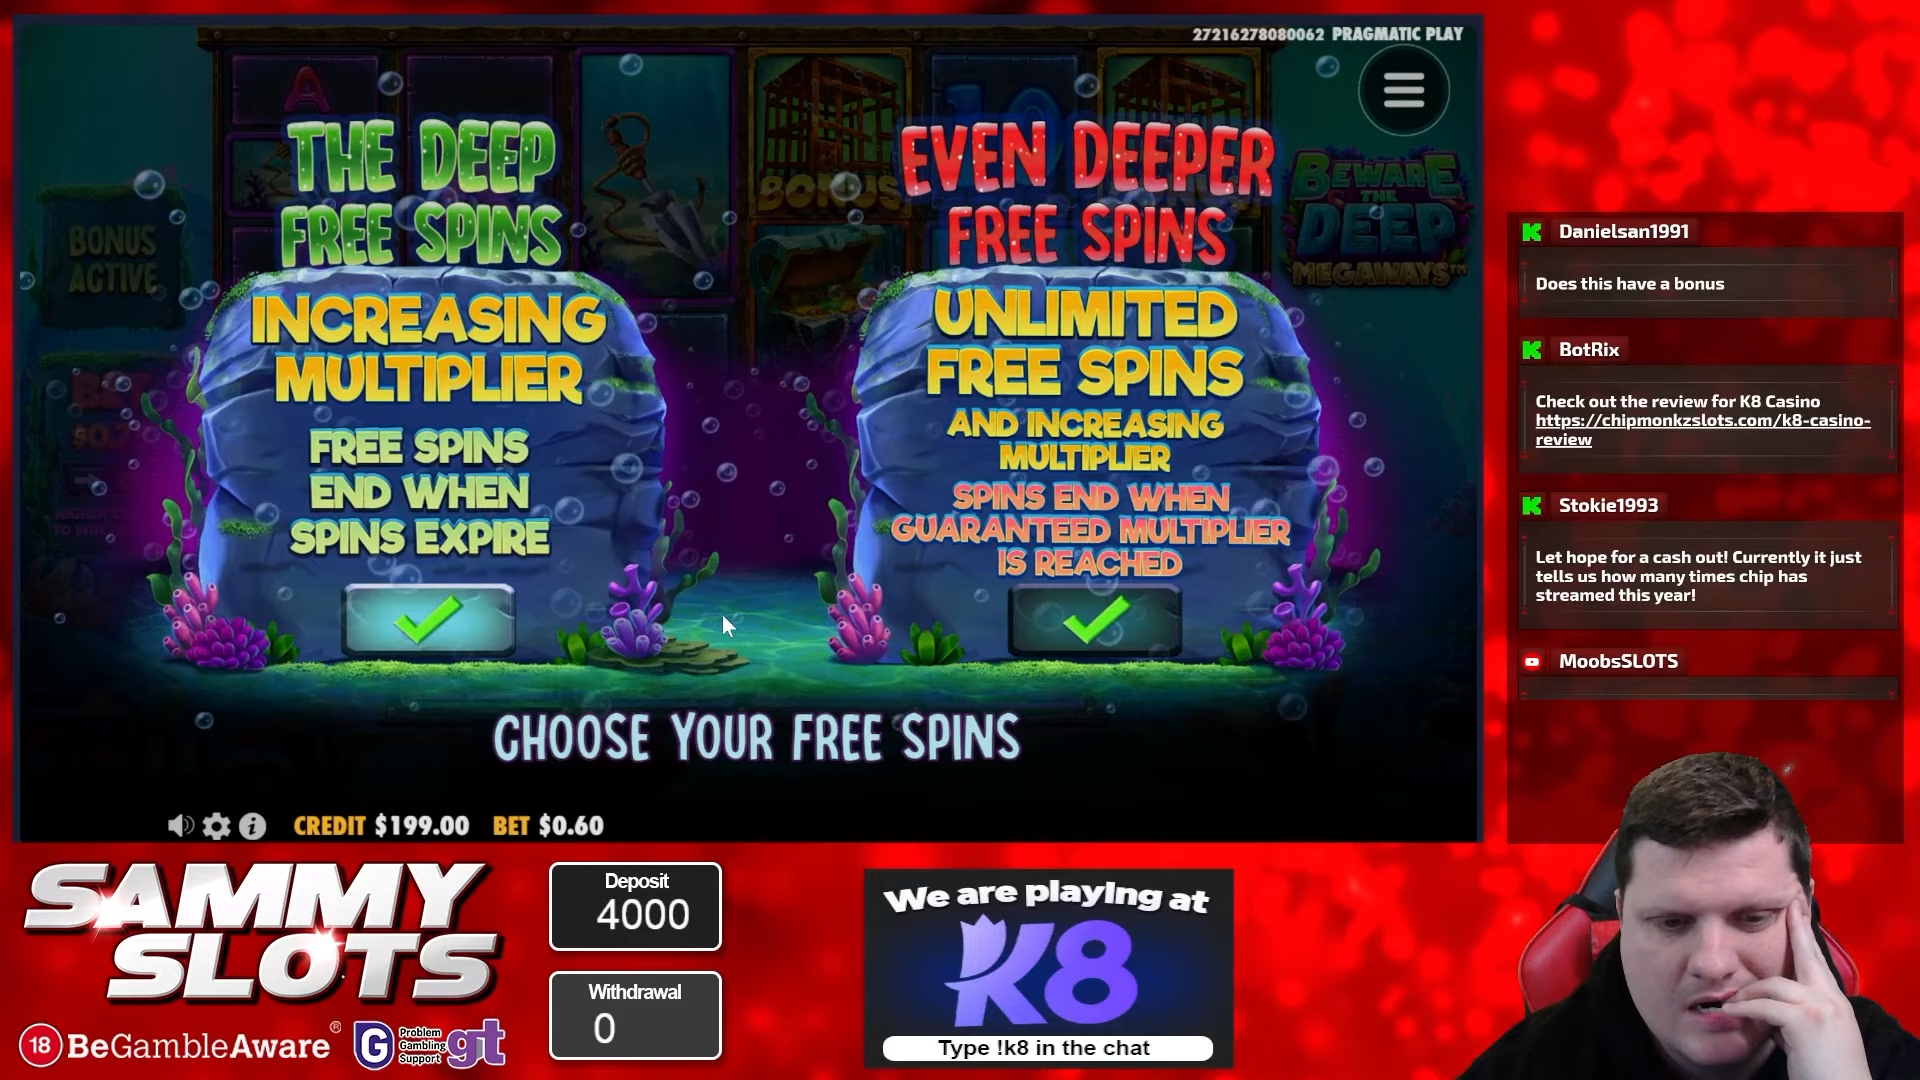 27216278080062 PRAGMATIC PLAY
A
10
BONUS
THE DEEP
FREE SPINS
INCREASING
MULTIPLIER
FREE SPINS
END WHEN
SPINS EXPIRE
EVEN DEEPER
FREE SPINS
UNLIMITED
FREE SPINS
AND INCREASING
MULTIPLIER
SPINS END WHEN
GUARANTEED MULTIPLIER
IS REACHED
BONUS
ACTIVE
BEWARE
THE
DEEP
MEGAWAYS™
CHOOSE YOUR FREE SPINS
CREDIT $199.00 BET $0.60
Danielsan1991
Does this have a bonus
BotRix
Check out the review for K8 Casino
https://chipmonkzslots.com/k8-casino-
review
Stokie1993
Let hope for a cash out! Currently it just
tells us how many times chip has
streamed this year!
MoobsSLOTS
SAMMY
SLOTS
18 BeGambleAware®
G Problem
Gambling
Support
gt
Deposit
4000
Withdrawal
0
We are playing at
K8
Type !k8 in the chat